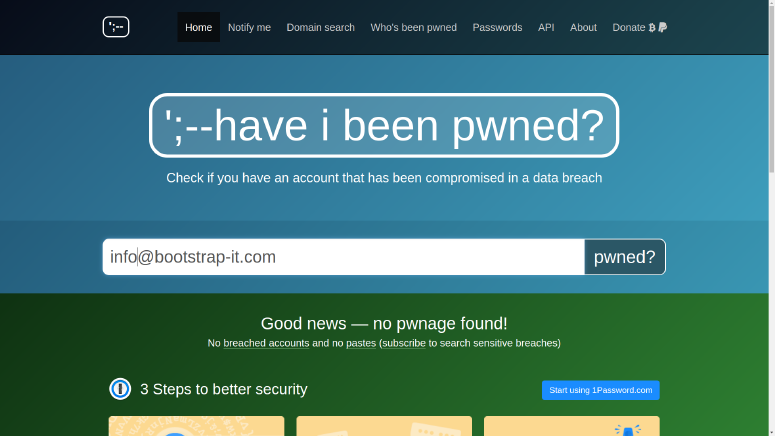 ';--
Home Notify me Domain search Who's been pwned Passwords API About Donate
';--have i been pwned?
Check if you have an account that has been compromised in a data breach
info@bootstrap-it.com pwned?
Good news — no pwnage found!
No breached accounts and no pastes (subscribe to search sensitive breaches)
3 Steps to better security Start using 1Password.com